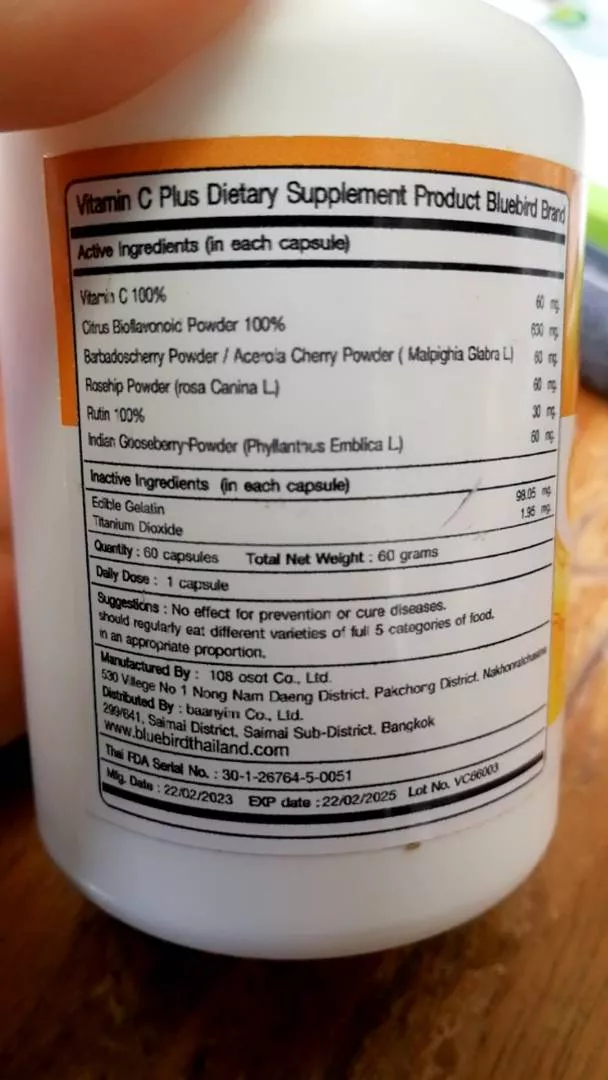 Vitamin C Plus Dietary Supplement Product Bluebird Brand
Active Ingredients (in each capsule)
Vitamin C 100% 60 mg.
Citrus Bioflavonoid Powder 100% 630 mg.
Barbadoscherry Powder / Acerola Cherry Powder ( Malpighia Glabra L.) 60 mg.
Rosehip Powder (rosa Canina L.) 60 mg.
Rutin 100% 30 mg.
Indian Gooseberry Powder (Phyllanthus Emblica L.) 60 mg.
Inactive Ingredients (in each capsule)
Edible Gelatin 98.05 mg.
Titanium Dioxide 1.95 mg.
Quantity : 60 capsules Total Net Weight : 60 grams
Daily Dose : 1 capsule
Suggestions : No effect for prevention or cure diseases.
should regularly eat different varieties of full 5 categories of food.
in an appropriate proportion.
Manufactured By : 108 osot Co., Ltd.
530 Villege No 1 Nong Nam Daeng District, Pakchorg District, Nakhonratchasima
Distributed By : baanyim Co., Ltd.
299/641, Saimai District, Saimai Sub-District, Bangkok
www.bluebirdthailand.com
Thai FDA Serial No. : 30-1-26764-5-0051
Mfg. Date : 22/02/2023 EXP date : 22/02/2025 Lot No. VC66003